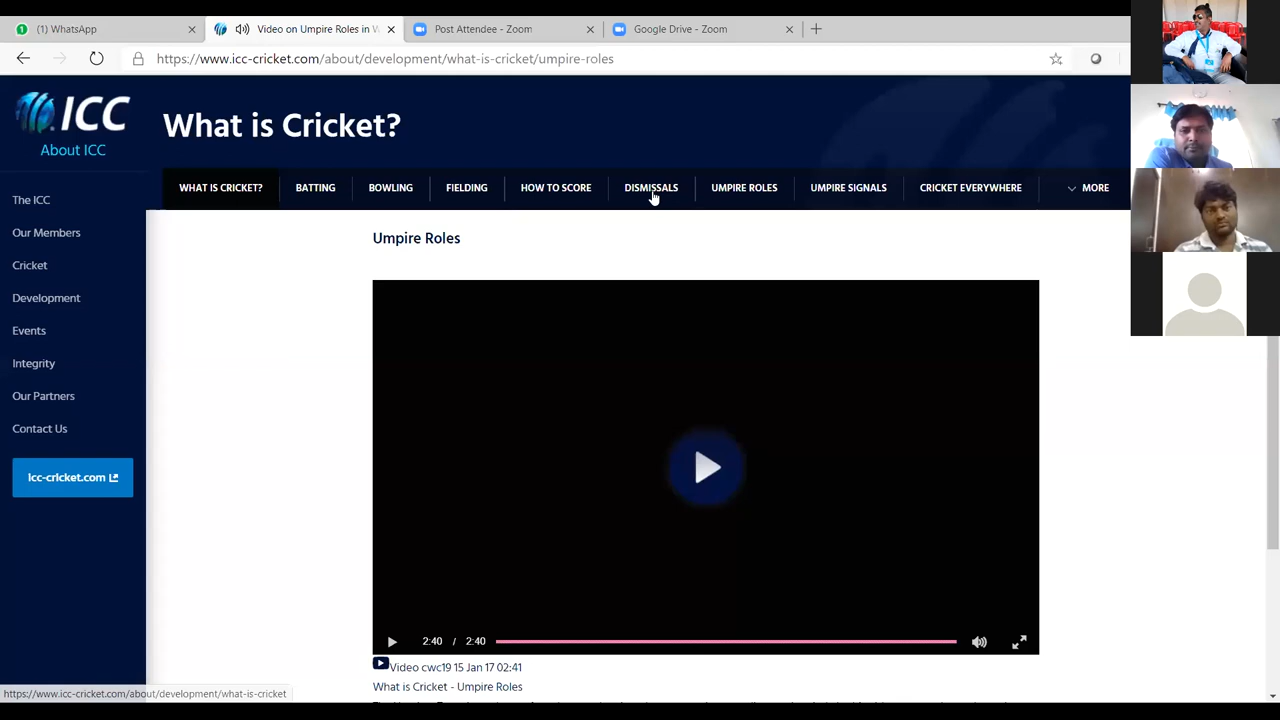 (1) WhatsApp
Video on Umpire Roles in W
Post Attendee - Zoom
Google Drive - Zoom
https://www.icc-cricket.com/about/development/what-is-cricket/umpire-roles
ICC
About ICC
What is Cricket?
WHAT IS CRICKET?
BATTING
BOWLING
FIELDING
HOW TO SCORE
DISMISSALS
UMPIRE ROLES
UMPIRE SIGNALS
CRICKET EVERYWHERE
MORE
The ICC
Our Members
Cricket
Development
Events
Integrity
Our Partners
Contact Us
icc-cricket.com
Umpire Roles
2:40 / 2:40
Video cwc19 15 Jan 17 02:41
What is Cricket - Umpire Roles
https://www.icc-cricket.com/about/development/what-is-cricket